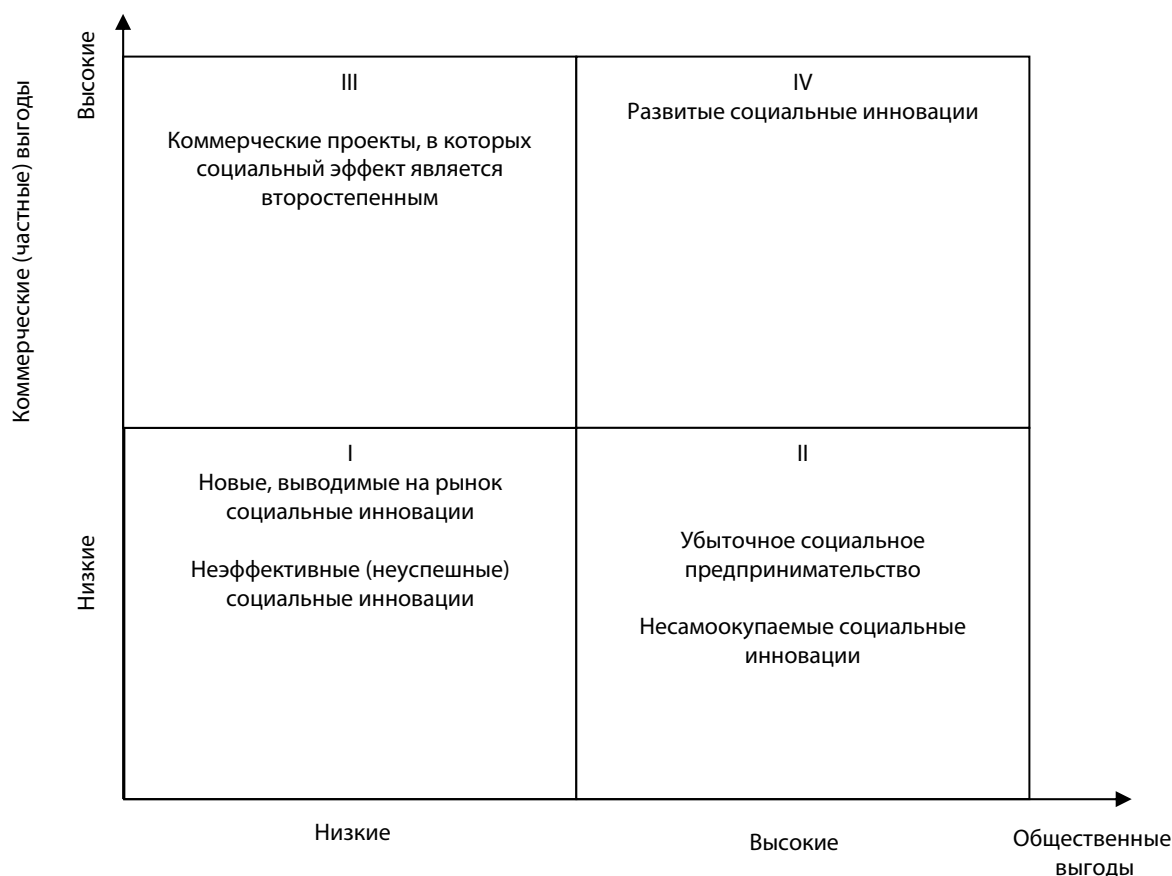 Коммерческие (частные) выгоды
Высокие
Низкие
III
Коммерческие проекты, в которых
социальный эффект является
второстепенным
IV
Развитые социальные инновации
I
Новые, выводимые на рынок
социальные инновации
Неэффективные (неуспешные)
социальные инновации
II
Убыточное социальное
предпринимательство
Несамоокупаемые социальные
инновации
Низкие
Высокие
Общественные
выгоды